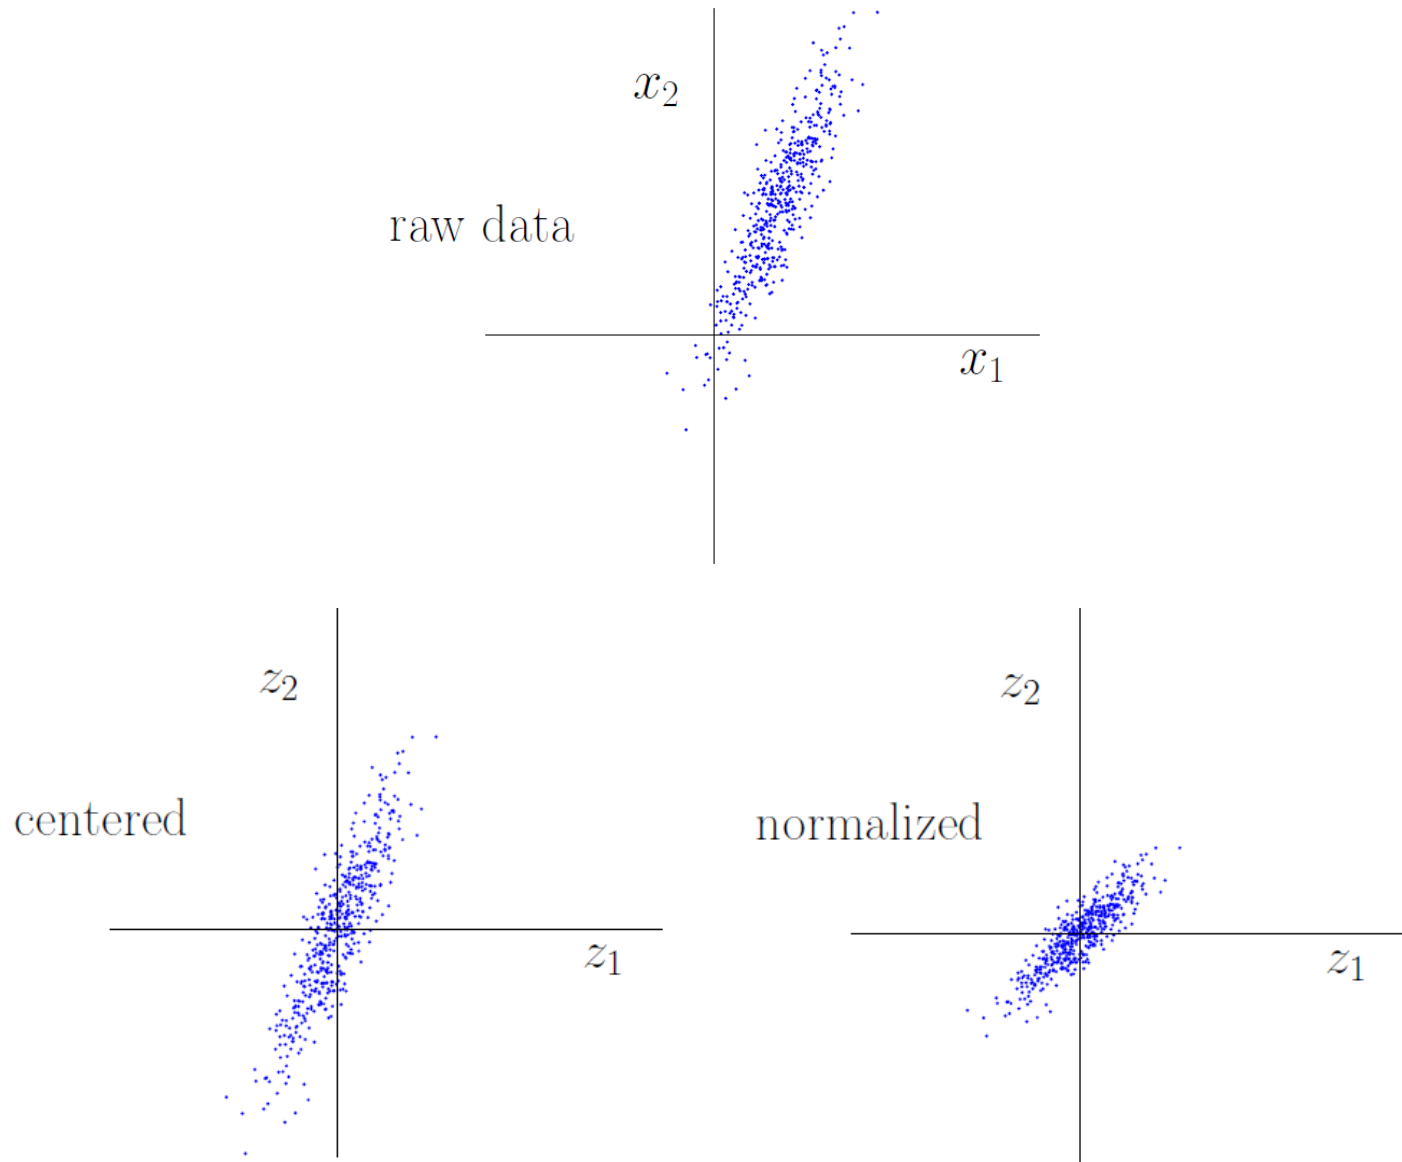 x₂
raw data
x₁
z₂
centered
z₁
z₂
normalized
z₁